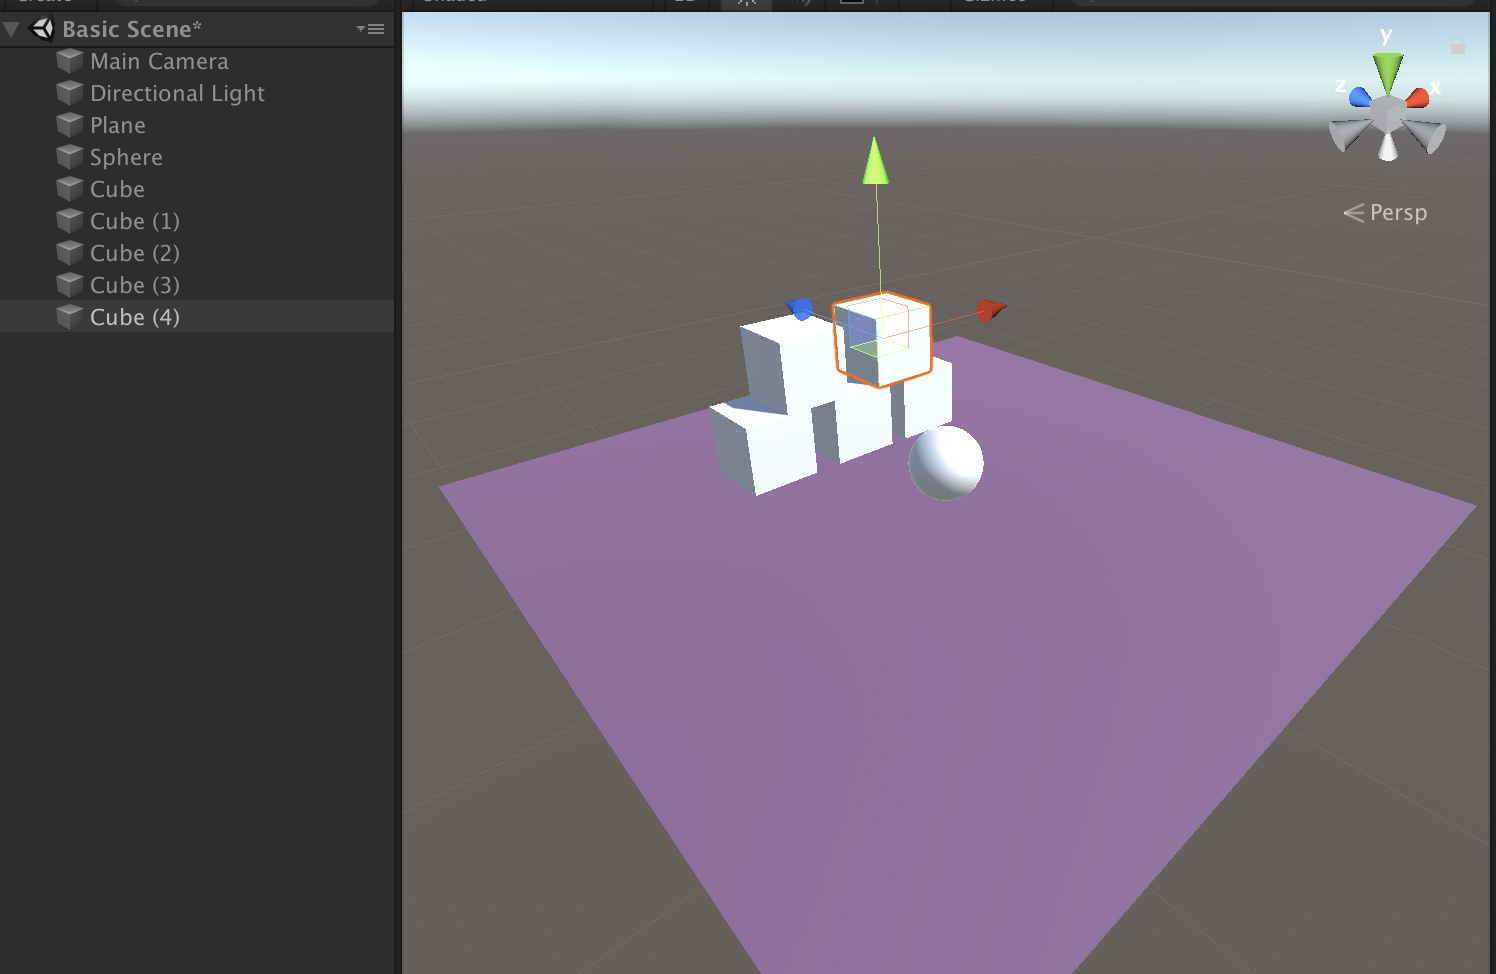 Basic Scene*
Main Camera
Directional Light
Plane
Sphere
Cube
Cube (1)
Cube (2)
Cube (3)
Cube (4)
y
z
x
Persp